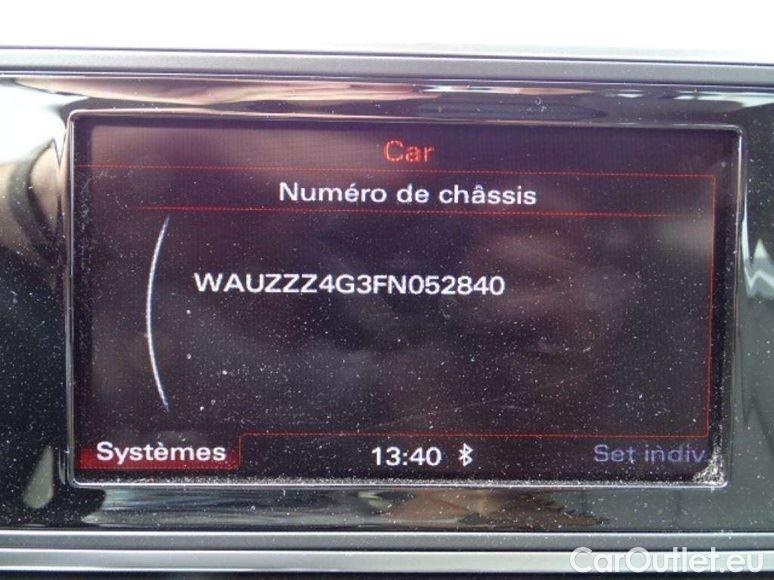 Car
Numéro de châssis
WAUZZZ4G3FN052840
Systèmes
13:40
Set indiv
CarOutlet.eu